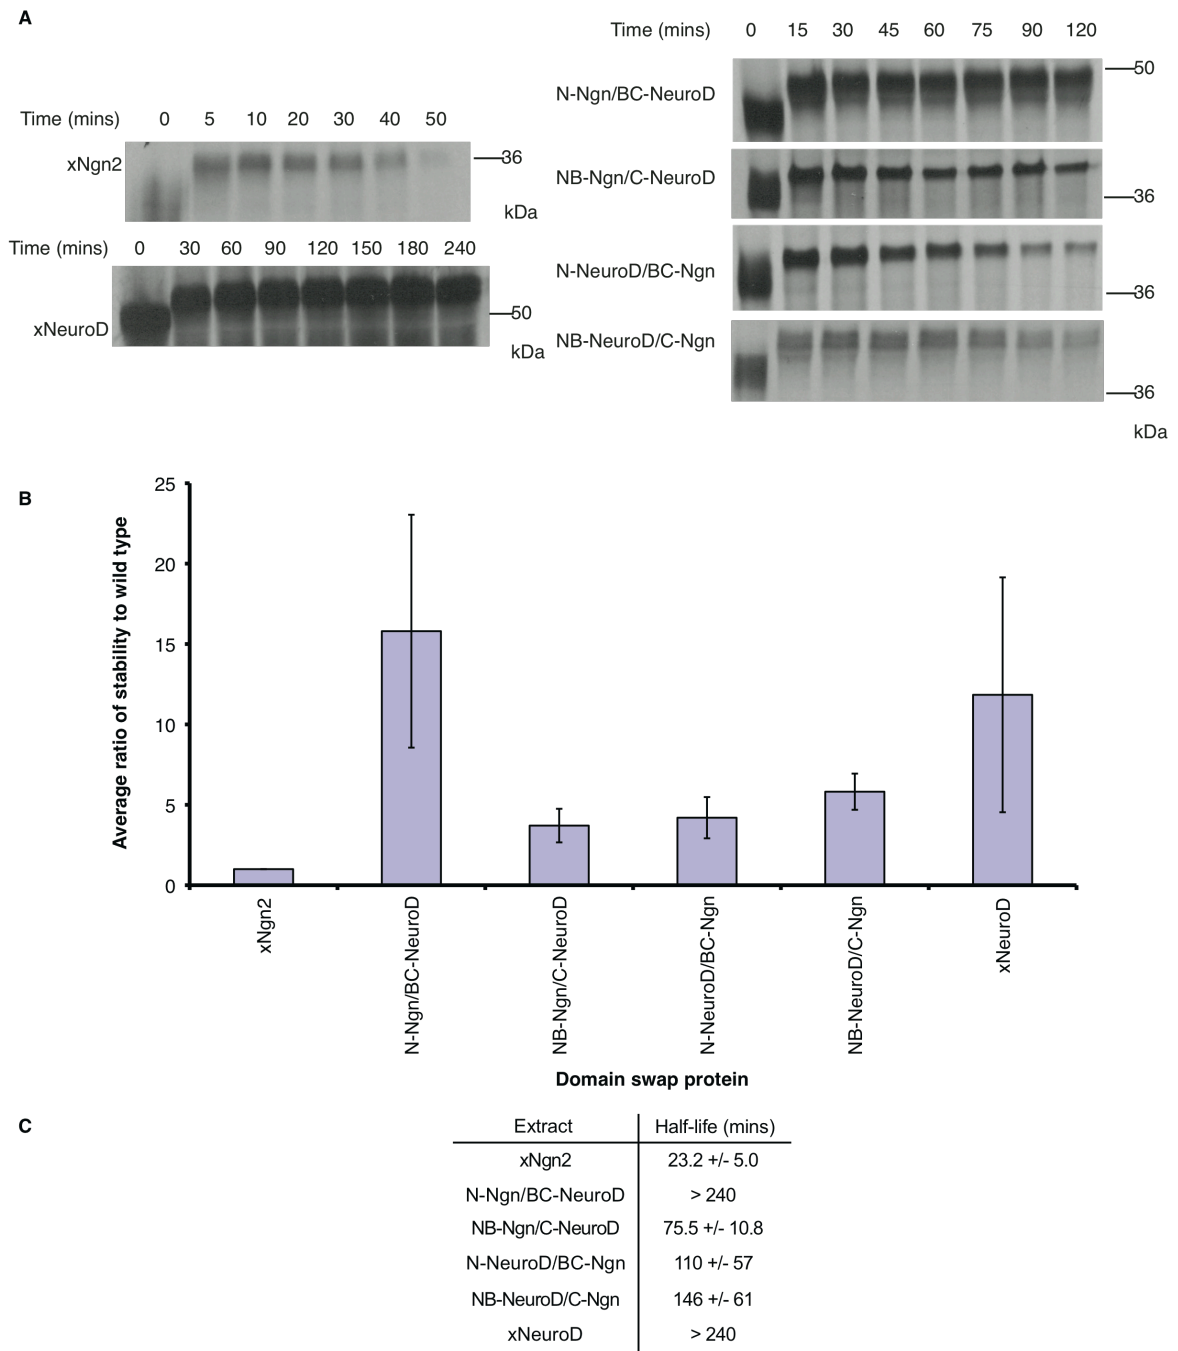 A
Time (mins) 0 5 10 20 30 40 50
xNgn2
36
kDa
Time (mins) 0 30 60 90 120 150 180 240
xNeuroD
50
kDa
Time (mins) 0 15 30 45 60 75 90 120
N-Ngn/BC-NeuroD
50
NB-Ngn/C-NeuroD
36
N-NeuroD/BC-Ngn
36
NB-NeuroD/C-Ngn
36
kDa
B
Average ratio of stability to wild type
25
20
15
10
5
0
xNgn2
N-Ngn/BC-NeuroD
NB-Ngn/C-NeuroD
N-NeuroD/BC-Ngn
NB-NeuroD/C-Ngn
xNeuroD
Domain swap protein
C
Extract Half-life (mins)
xNgn2 23.2 +/- 5.0
N-Ngn/BC-NeuroD > 240
NB-Ngn/C-NeuroD 75.5 +/- 10.8
N-NeuroD/BC-Ngn 110 +/- 57
NB-NeuroD/C-Ngn 146 +/- 61
xNeuroD > 240